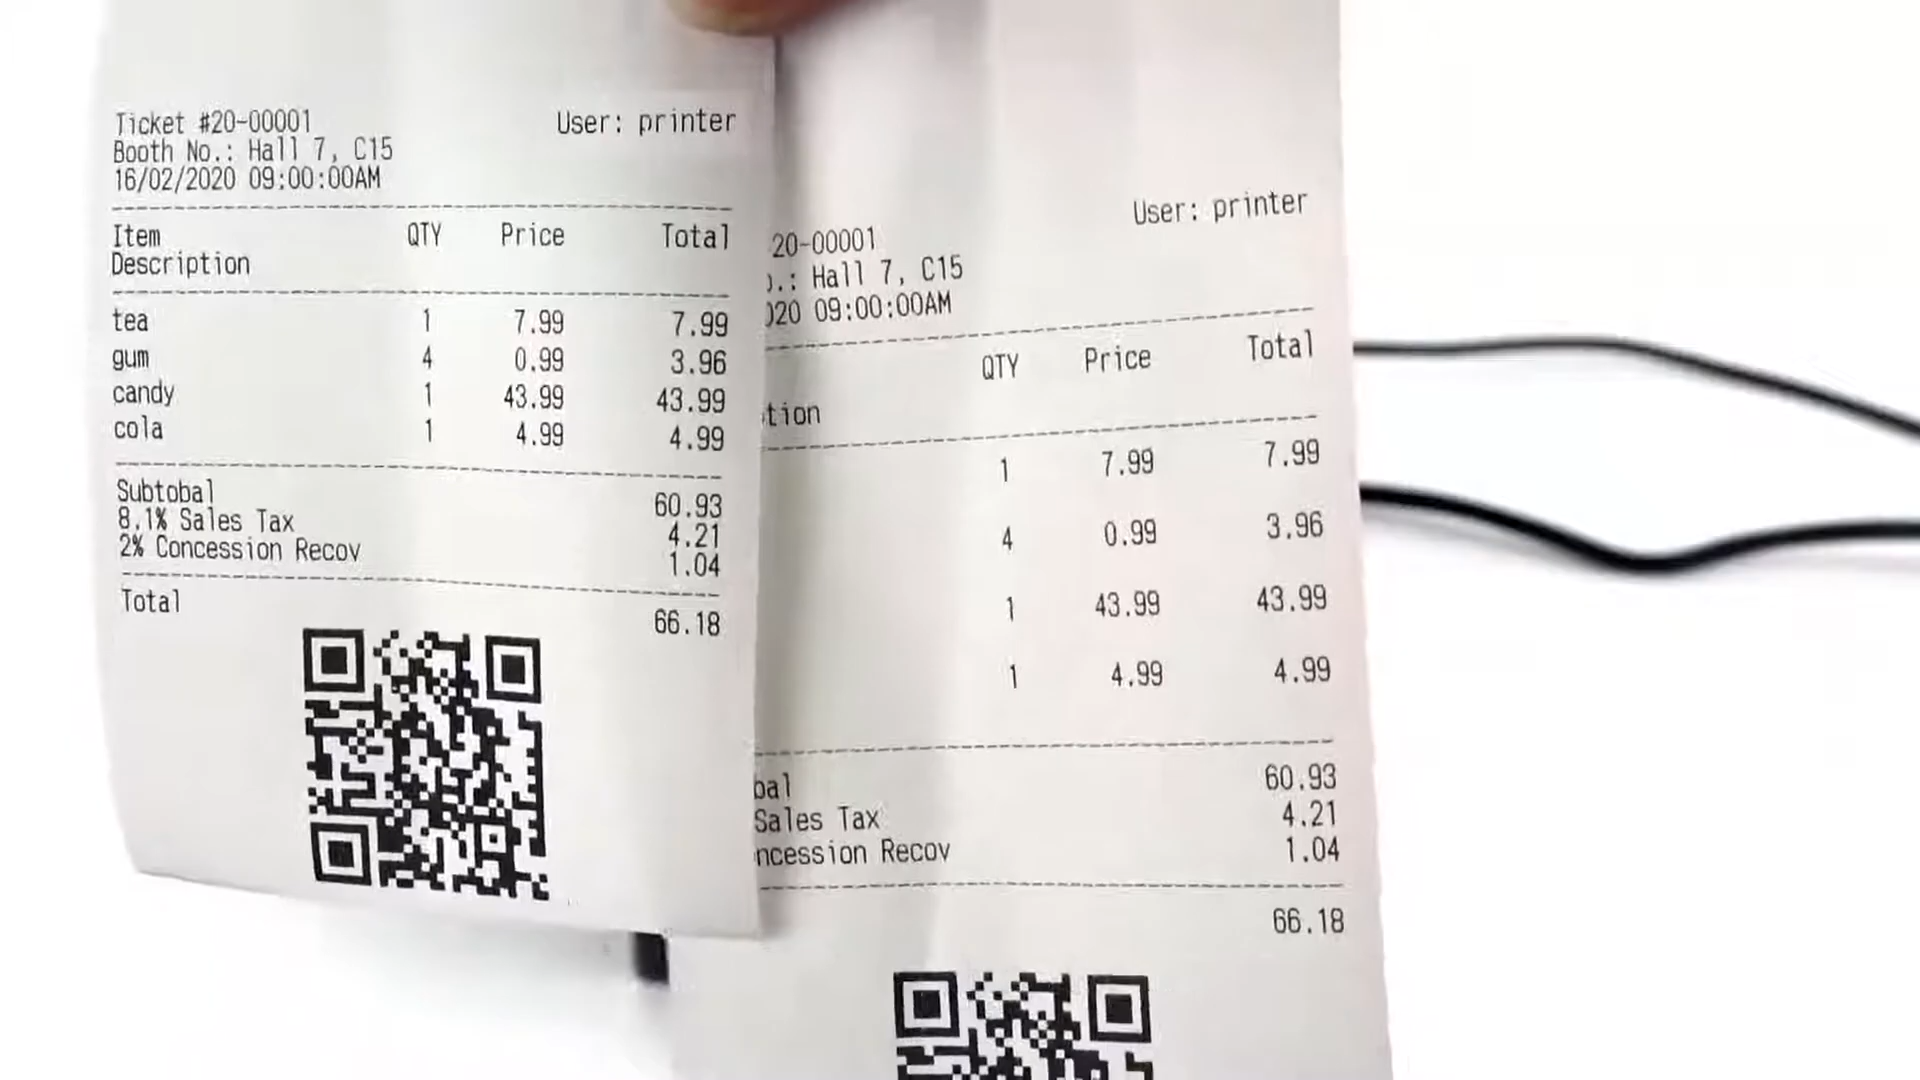 Ticket #20-00001 User: printer
Booth No.: Hall 7, C15
16/02/2020 09:00:00AM
Item QTY Price Total
Description
tea 1 7.99 7.99
gum 4 0.99 3.96
candy 1 43.99 43.99
cola 1 4.99 4.99
Subtobal 60.93
8.1% Sales Tax 4.21
2% Concession Recov 1.04
Total 66.18
User: printer
20-00001
.: Hall 7, C15
020 09:00:00AM
QTY Price Total
tion
1 7.99 7.99
4 0.99 3.96
1 43.99 43.99
1 4.99 4.99
bal 60.93
Sales Tax 4.21
ncession Recov 1.04
66.18